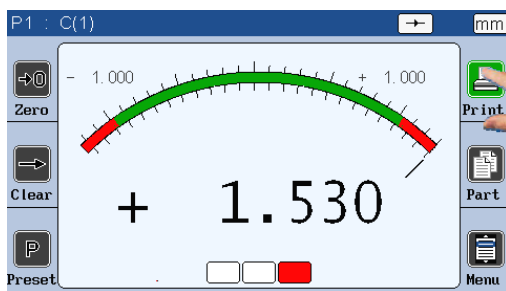 P1 : C(1)
mm
- 1.000
+ 1.000
Zero
Print
+ 1.530
Clear
Part
P
Preset
Menu